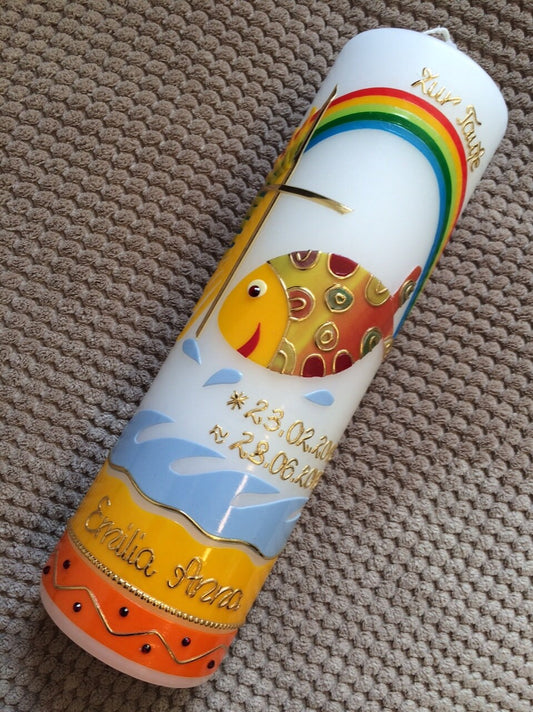 Zur Taufe
* 23.02.20
≈ 23.06.20
Emilia Anna